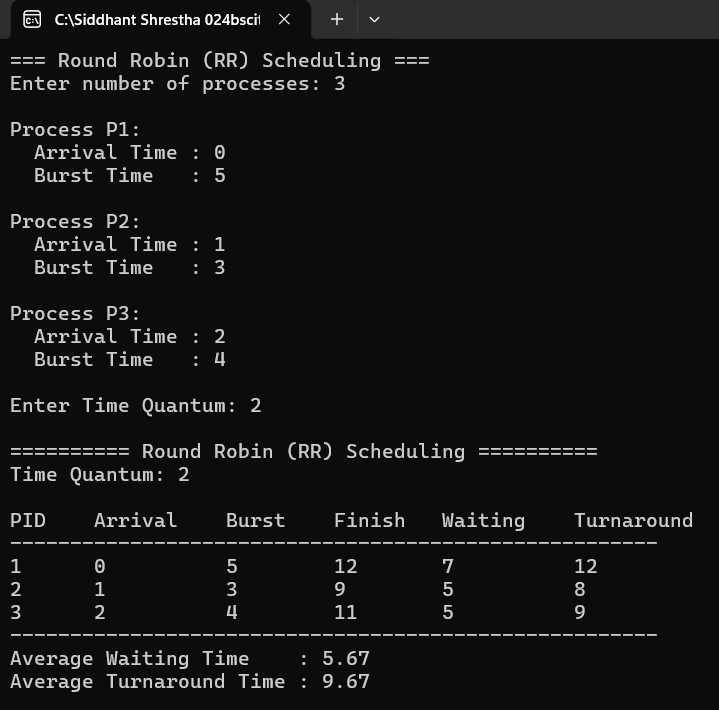 C:\Siddhant Shrestha 024bscit
=== Round Robin (RR) Scheduling ===
Enter number of processes: 3
Process P1:
  Arrival Time : 0
  Burst Time   : 5
Process P2:
  Arrival Time : 1
  Burst Time   : 3
Process P3:
  Arrival Time : 2
  Burst Time   : 4
Enter Time Quantum: 2
========== Round Robin (RR) Scheduling ==========
Time Quantum: 2
PID    Arrival    Burst    Finish   Waiting    Turnaround
------------------------------------------------------
1      0          5        12       7          12
2      1          3        9        5          8
3      2          4        11       5          9
------------------------------------------------------
Average Waiting Time    : 5.67
Average Turnaround Time : 9.67